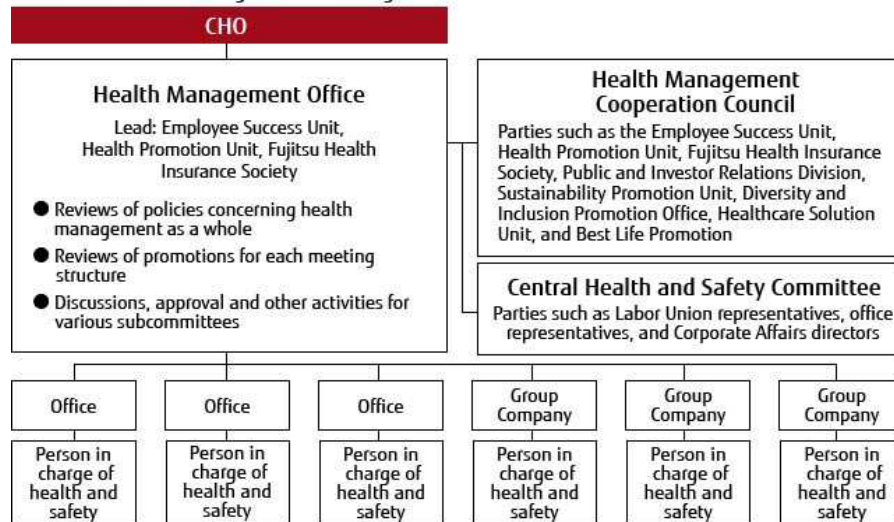 CHO
Health Management Office
Lead: Employee Success Unit,
Health Promotion Unit, Fujitsu Health
Insurance Society
● Reviews of policies concerning health
management as a whole
● Reviews of promotions for each meeting
structure
● Discussions, approval and other activities for
various subcommittees
Health Management
Cooperation Council
Parties such as the Employee Success Unit,
Health Promotion Unit, Fujitsu Health Insurance
Society, Public and Investor Relations Division,
Sustainability Promotion Unit, Diversity and
Inclusion Promotion Office, Healthcare Solution
Unit, and Best Life Promotion
Central Health and Safety Committee
Parties such as Labor Union representatives, office
representatives, and Corporate Affairs directors
Office
Office
Office
Group
Company
Group
Company
Group
Company
Person in
charge of
health and
safety
Person in
charge of
health and
safety
Person in
charge of
health and
safety
Person in
charge of
health and
safety
Person in
charge of
health and
safety
Person in
charge of
health and
safety